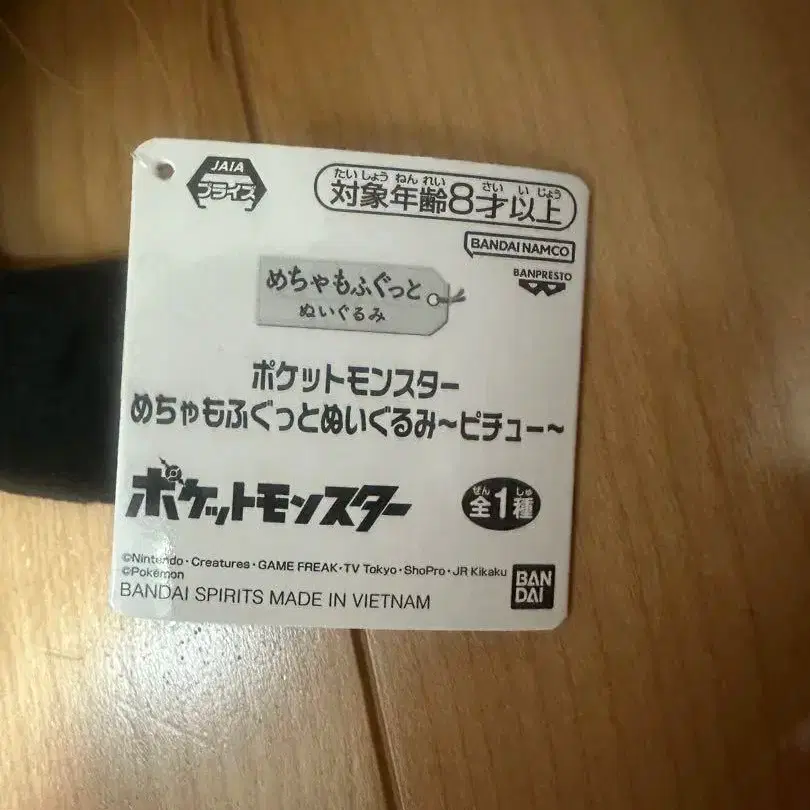 JAIA
プライズ
たいしょう ねん れい さい い じょう
対象年齢8才以上
BANDAI NAMCO
BANPRESTO
めちゃもふぐっと
ぬいぐるみ
ポケットモンスター
めちゃもふぐっとぬいぐるみ~ピチュー~
ポケットモンスター
ぜん しゅ
全1種
©Nintendo・Creatures・GAME FREAK・TV Tokyo・ShoPro・JR Kikaku
©Pokémon
BANDAI SPIRITS MADE IN VIETNAM
BAN
DAI